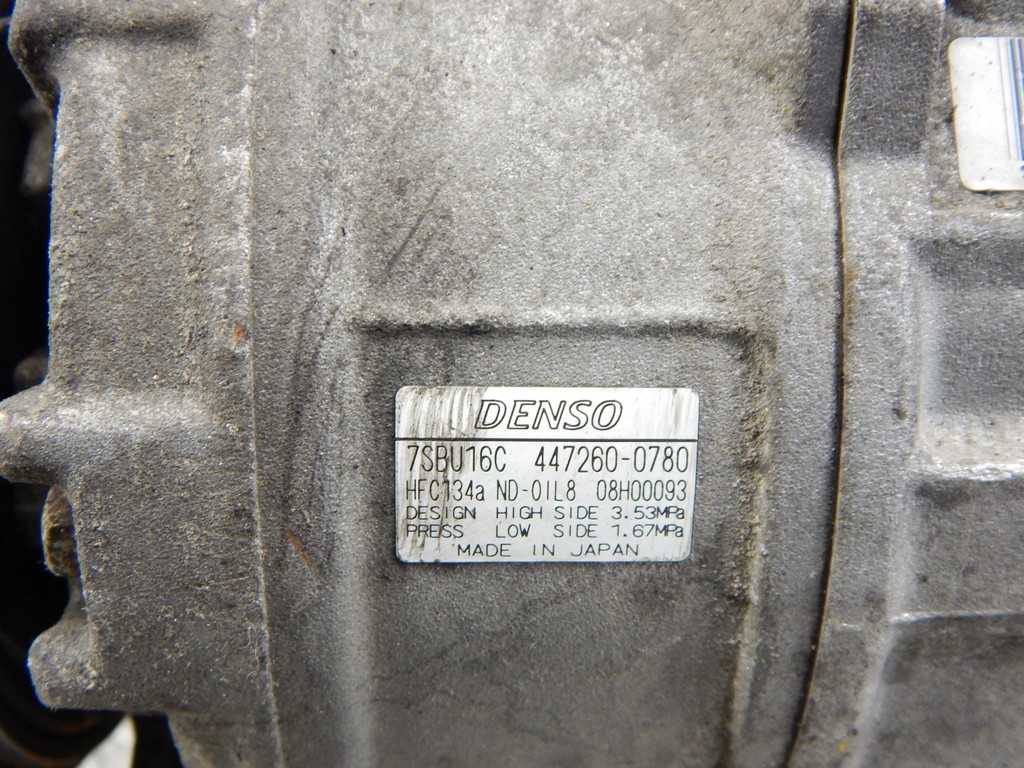 DENSO
7SBU16C 447260-0780
HFC134a ND-OIL8 08H00093
DESIGN HIGH SIDE 3.53MPa
PRESS LOW SIDE 1.67MPa
MADE IN JAPAN